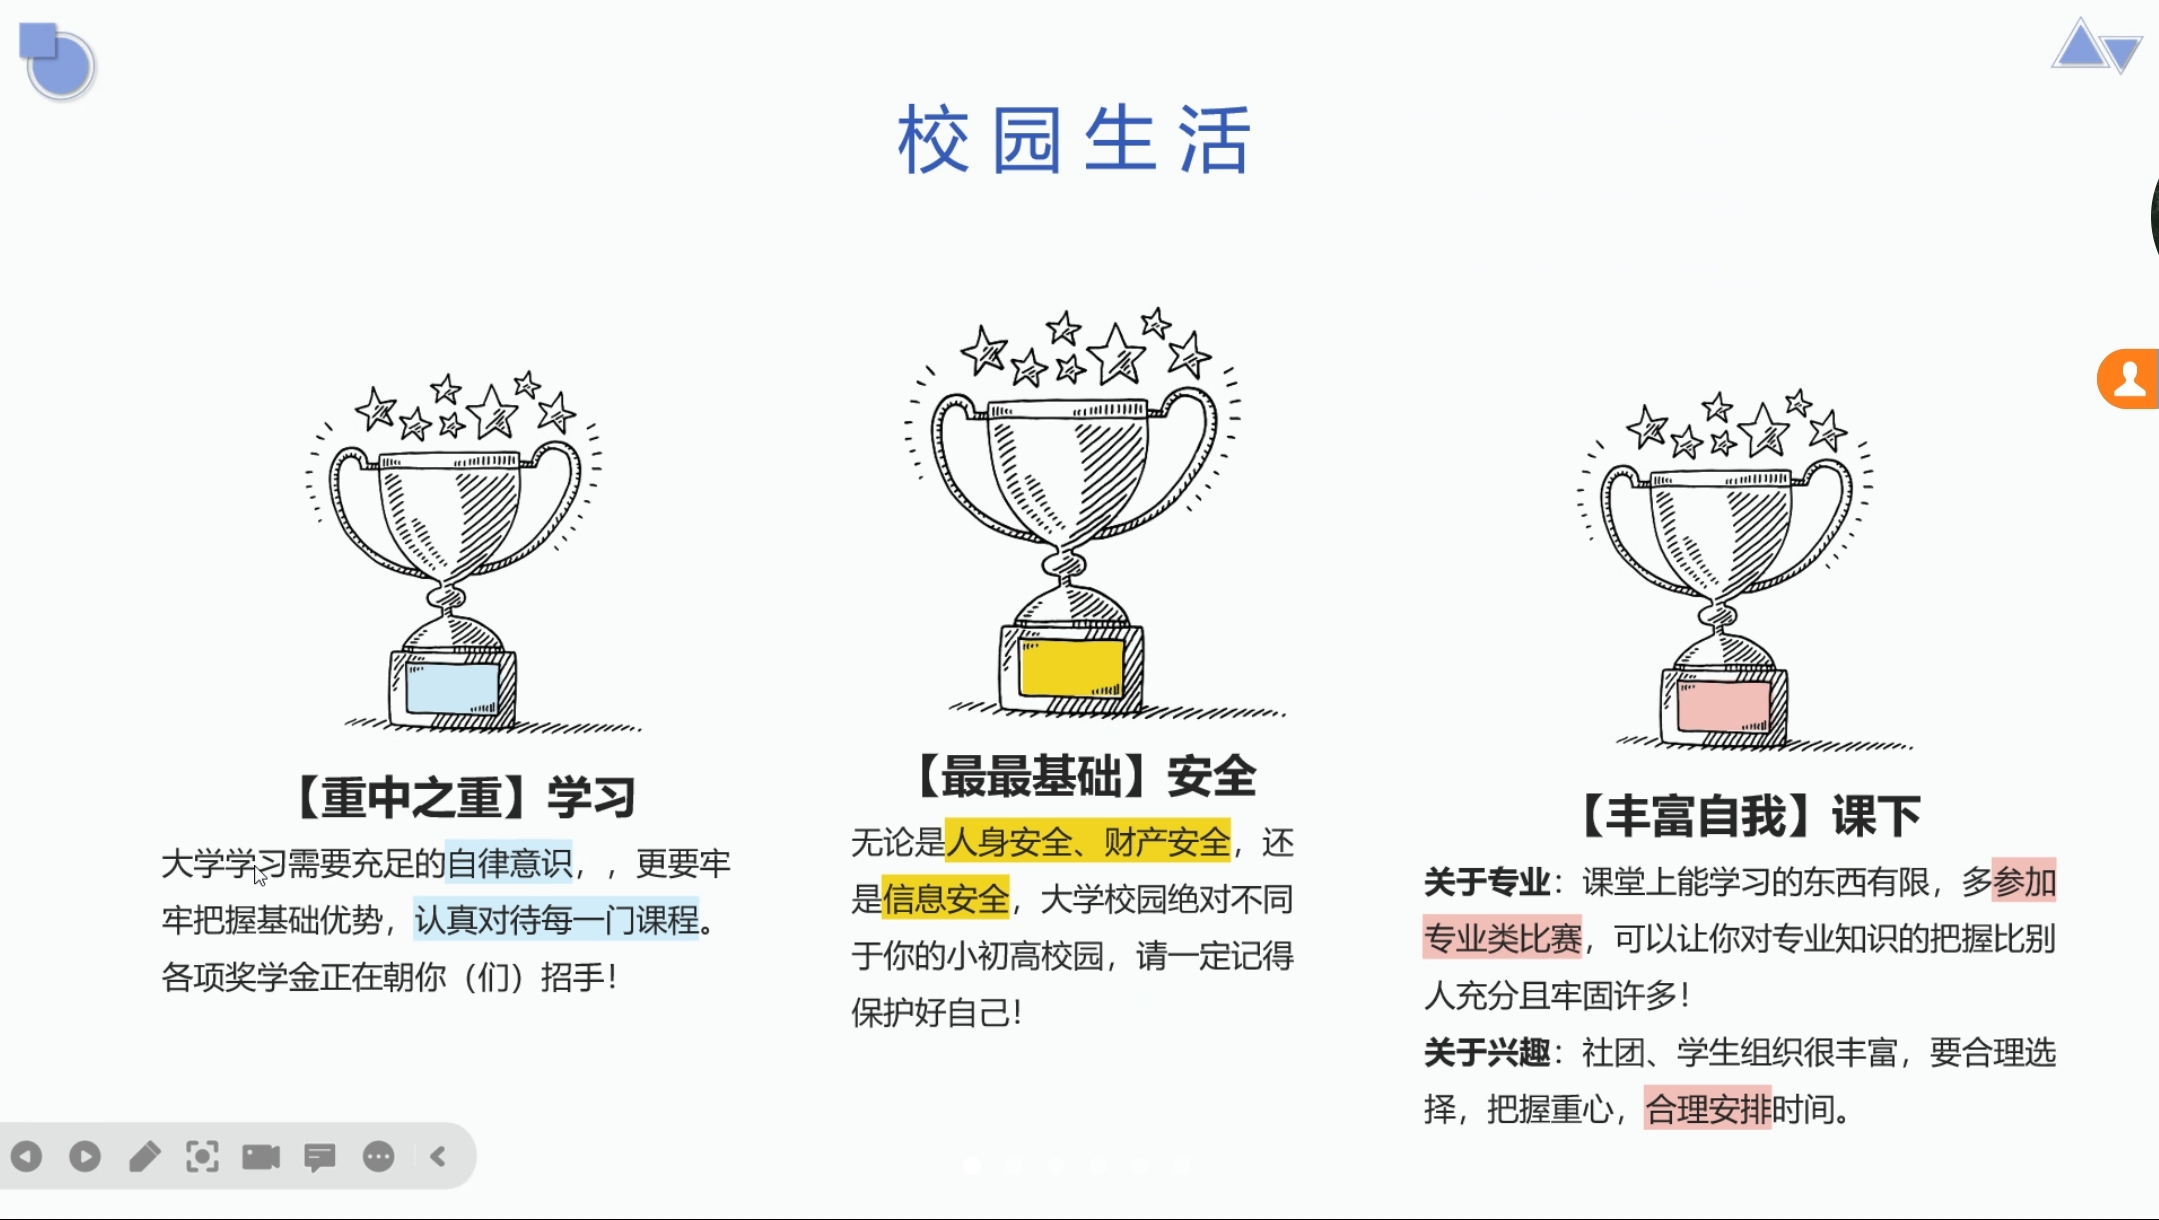 校园生活
【重中之重】学习
大学学习需要充足的自律意识，，更要牢
牢把握基础优势，认真对待每一门课程。
各项奖学金正在朝你（们）招手！
【最最基础】安全
无论是人身安全、财产安全，还
是信息安全，大学校园绝对不同
于你的小初高校园，请一定记得
保护好自己！
【丰富自我】课下
关于专业：课堂上能学习的东西有限，多参加
专业类比赛，可以让你对专业知识的把握比别
人充分且牢固许多！
关于兴趣：社团、学生组织很丰富，要合理选
择，把握重心，合理安排时间。